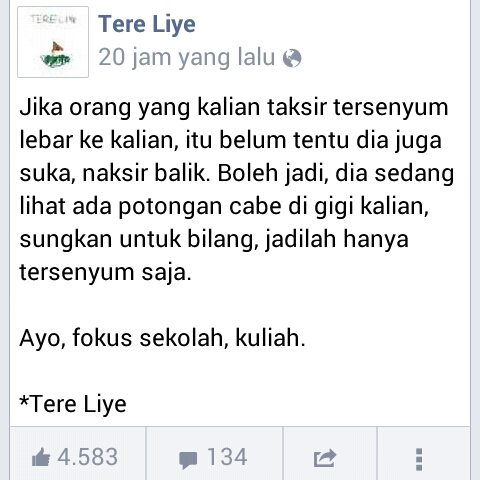 TERE LIYE
Tere Liye
20 jam yang lalu
Jika orang yang kalian taksir tersenyum
lebar ke kalian, itu belum tentu dia juga
suka, naksir balik. Boleh jadi, dia sedang
lihat ada potongan cabe di gigi kalian,
sungkan untuk bilang, jadilah hanya
tersenyum saja.
Ayo, fokus sekolah, kuliah.
*Tere Liye
4.583
134